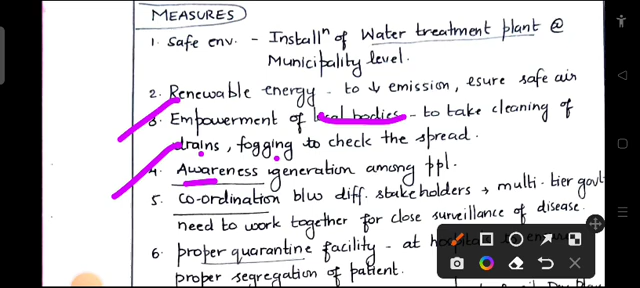 MEASURES
1. Safe env. - Installⁿ of Water treatment plant @
Municipality level.
2. Renewable energy - to ↓ emission, esure safe air
3. Empowerment of local bodies - to take cleaning of
drains, fogging to check the spread.
4. Awareness generation among ppl.
5. Co-ordination b/w diff. stakeholders → multi-tier govt
need to work together for close surveillance of disease.
6. proper quarantine facility - at
proper segregation of patient.